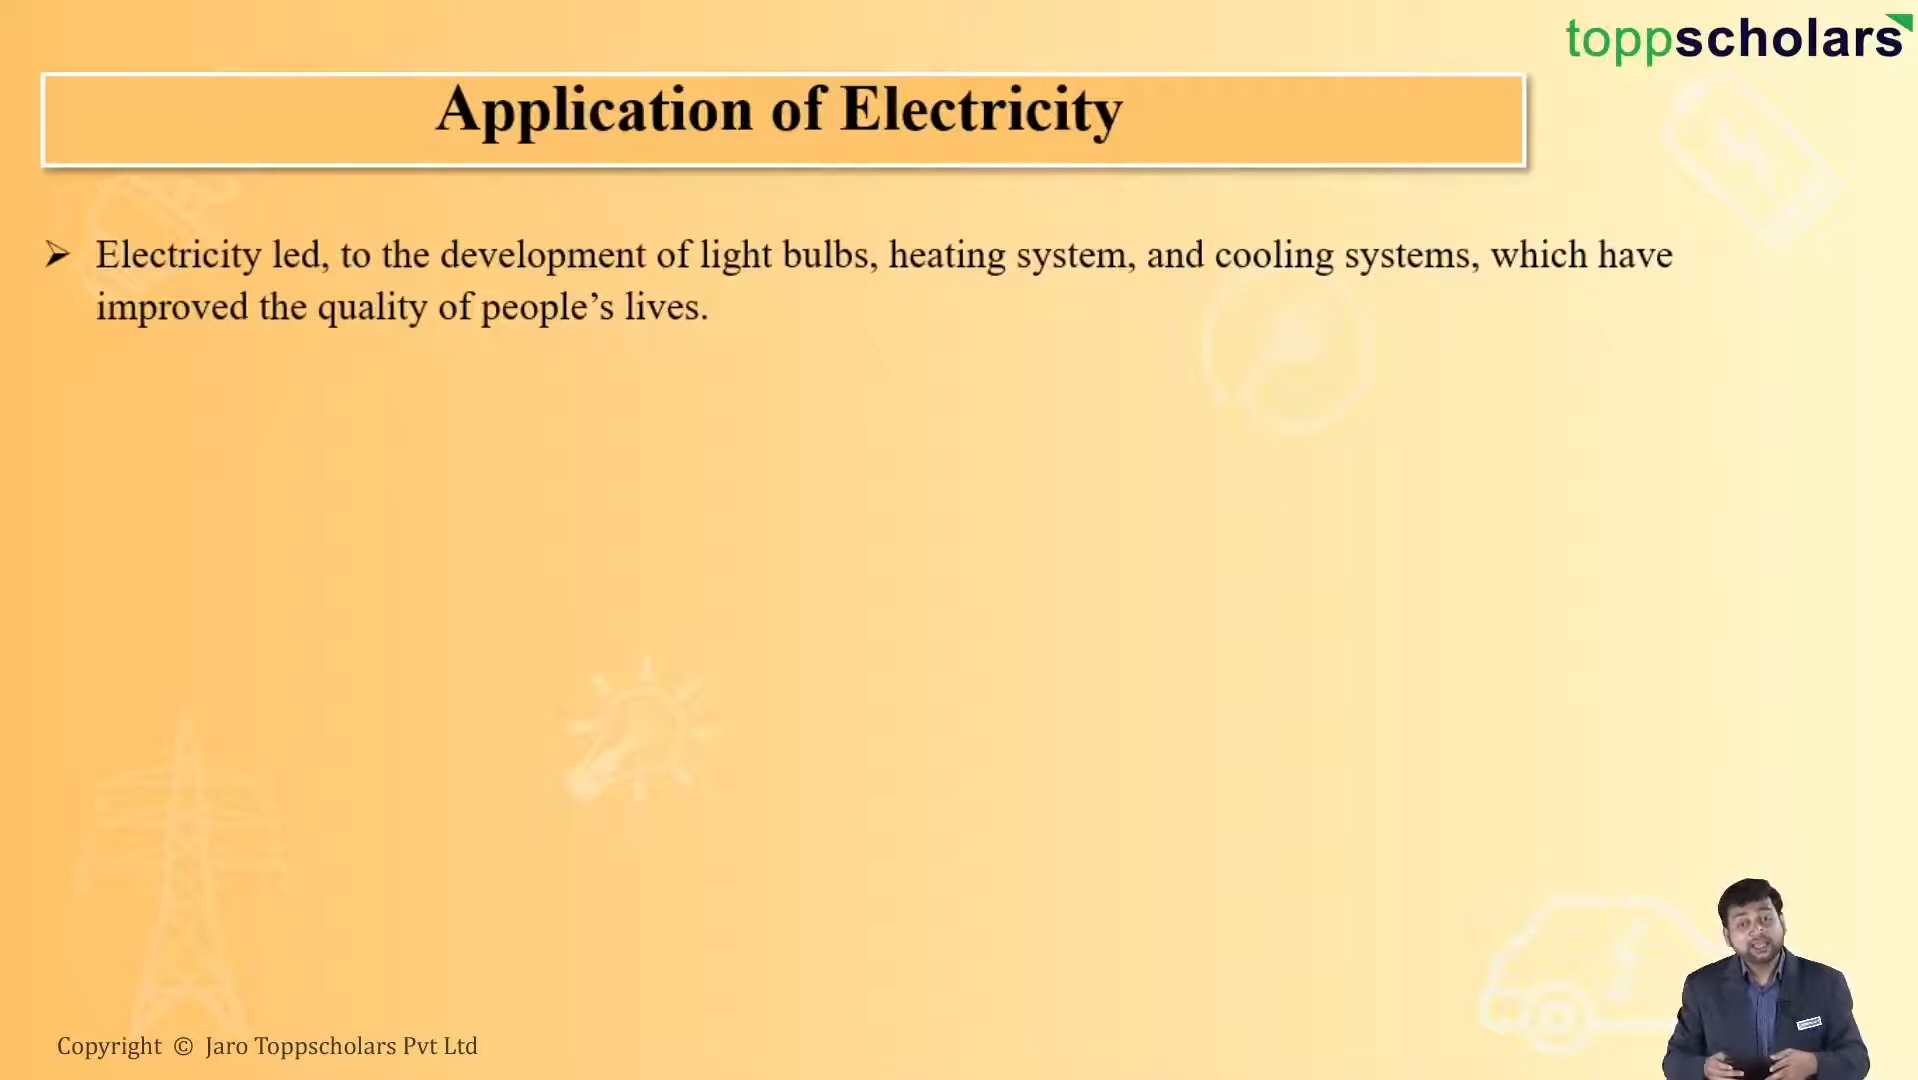 toppscholars
Application of Electricity
➢ Electricity led, to the development of light bulbs, heating system, and cooling systems, which have
improved the quality of people’s lives.
Copyright © Jaro Toppscholars Pvt Ltd